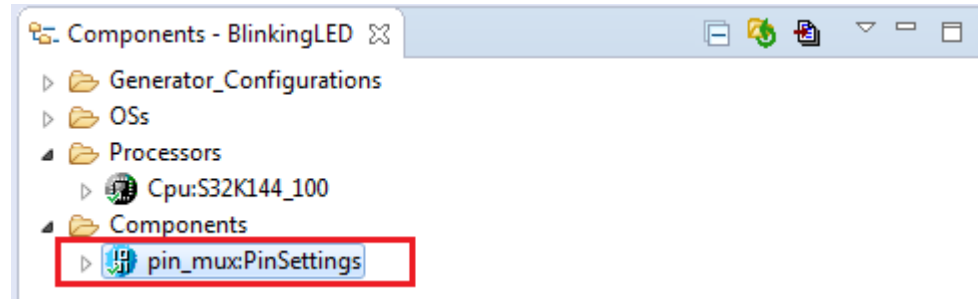 Components - BlinkingLED
Generator_Configurations
OSs
Processors
Cpu:S32K144_100
Components
pin_mux:PinSettings